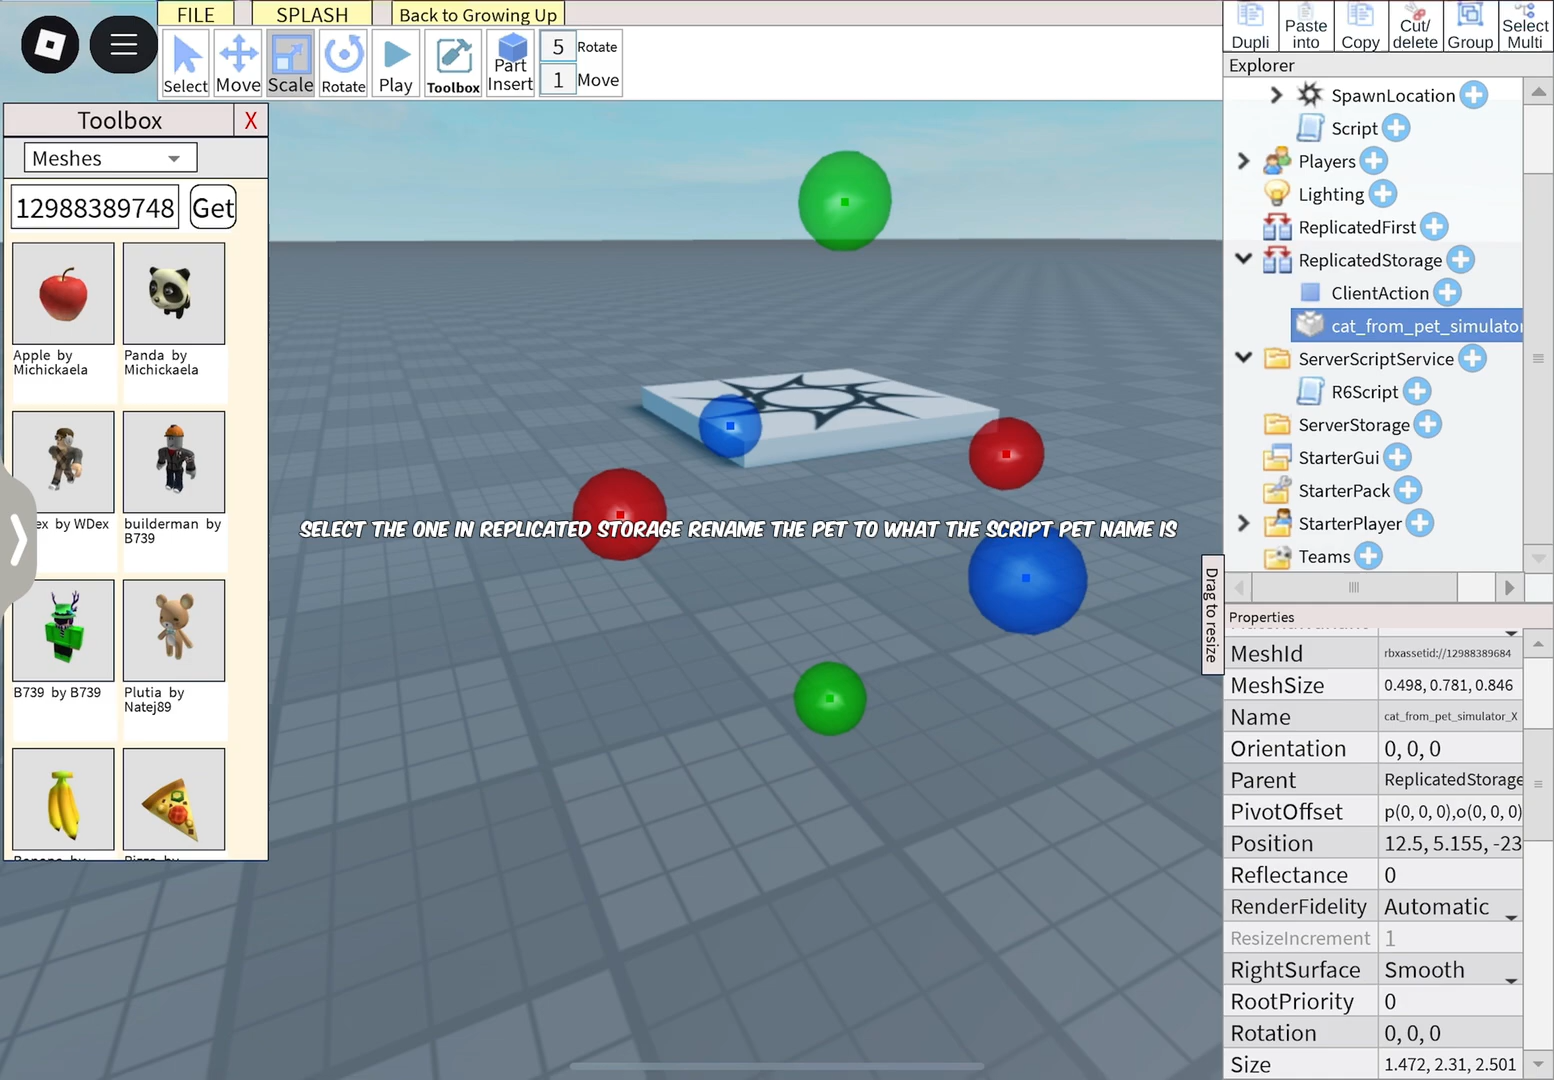 FILE
SPLASH
Back to Growing Up
Select
Move
Scale
Rotate
Play
Toolbox
Part
Insert
5
Rotate
1
Move
Dupli
Paste
into
Copy
Cut/
delete
Group
Select
Multi
Toolbox
X
Meshes
12988389748
Get
Apple by
Michickaela
Panda by
Michickaela
ex by WDex
builderman by
B739
B739 by B739
Plutia by
Natej89
SELECT THE ONE IN REPLICATED STORAGE RENAME THE PET TO WHAT THE SCRIPT PET NAME IS
Drag to resize
Explorer
SpawnLocation
Script
Players
Lighting
ReplicatedFirst
ReplicatedStorage
ClientAction
cat_from_pet_simulator
ServerScriptService
R6Script
ServerStorage
StarterGui
StarterPack
StarterPlayer
Teams
Properties
MeshId rbxassetid://12988389684
MeshSize 0.498, 0.781, 0.846
Name cat_from_pet_simulator_X
Orientation 0, 0, 0
Parent ReplicatedStorage
PivotOffset p(0, 0, 0),o(0, 0, 0)
Position 12.5, 5.155, -23
Reflectance 0
RenderFidelity Automatic
ResizeIncrement 1
RightSurface Smooth
RootPriority 0
Rotation 0, 0, 0
Size 1.472, 2.31, 2.501